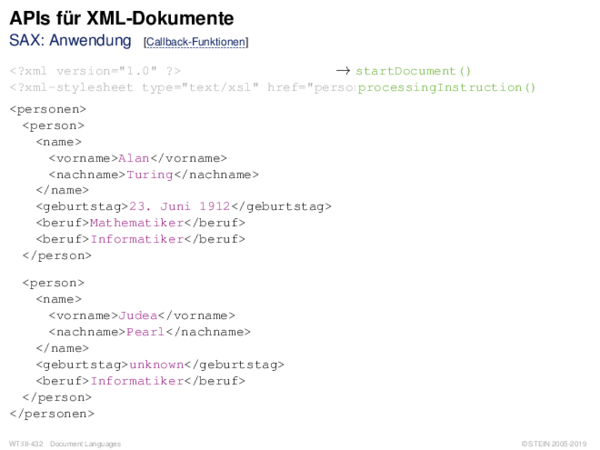 APIs für XML-Dokumente
SAX: Anwendung [Callback-Funktionen]
<?xml version="1.0" ?> → startDocument()
<?xml-stylesheet type="text/xsl" href="perso processingInstruction()
<personen>
<person>
<name>
<vorname>Alan</vorname>
<nachname>Turing</nachname>
</name>
<geburtstag>23. Juni 1912</geburtstag>
<beruf>Mathematiker</beruf>
<beruf>Informatiker</beruf>
</person>
<person>
<name>
<vorname>Judea</vorname>
<nachname>Pearl</nachname>
</name>
<geburtstag>unknown</geburtstag>
<beruf>Informatiker</beruf>
</person>
</personen>
WT:III-432 Document Languages © STEIN 2005-2019